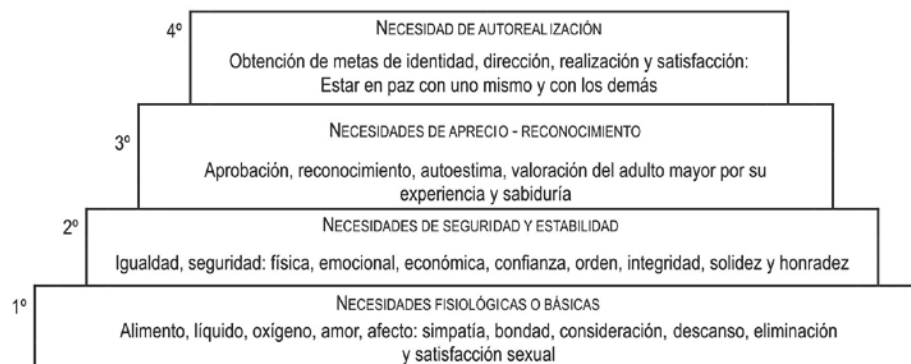 4º
NECESIDAD DE AUTOREALIZACIÓN
Obtención de metas de identidad, dirección, realización y satisfacción:
Estar en paz con uno mismo y con los demás
3º
NECESIDADES DE APRECIO - RECONOCIMIENTO
Aprobación, reconocimiento, autoestima, valoración del adulto mayor por su
experiencia y sabiduría
2º
NECESIDADES DE SEGURIDAD Y ESTABILIDAD
Igualdad, seguridad: física, emocional, económica, confianza, orden, integridad, solidez y honradez
1º
NECESIDADES FISIOLÓGICAS O BÁSICAS
Alimento, líquido, oxígeno, amor, afecto: simpatía, bondad, consideración, descanso, eliminación
y satisfacción sexual